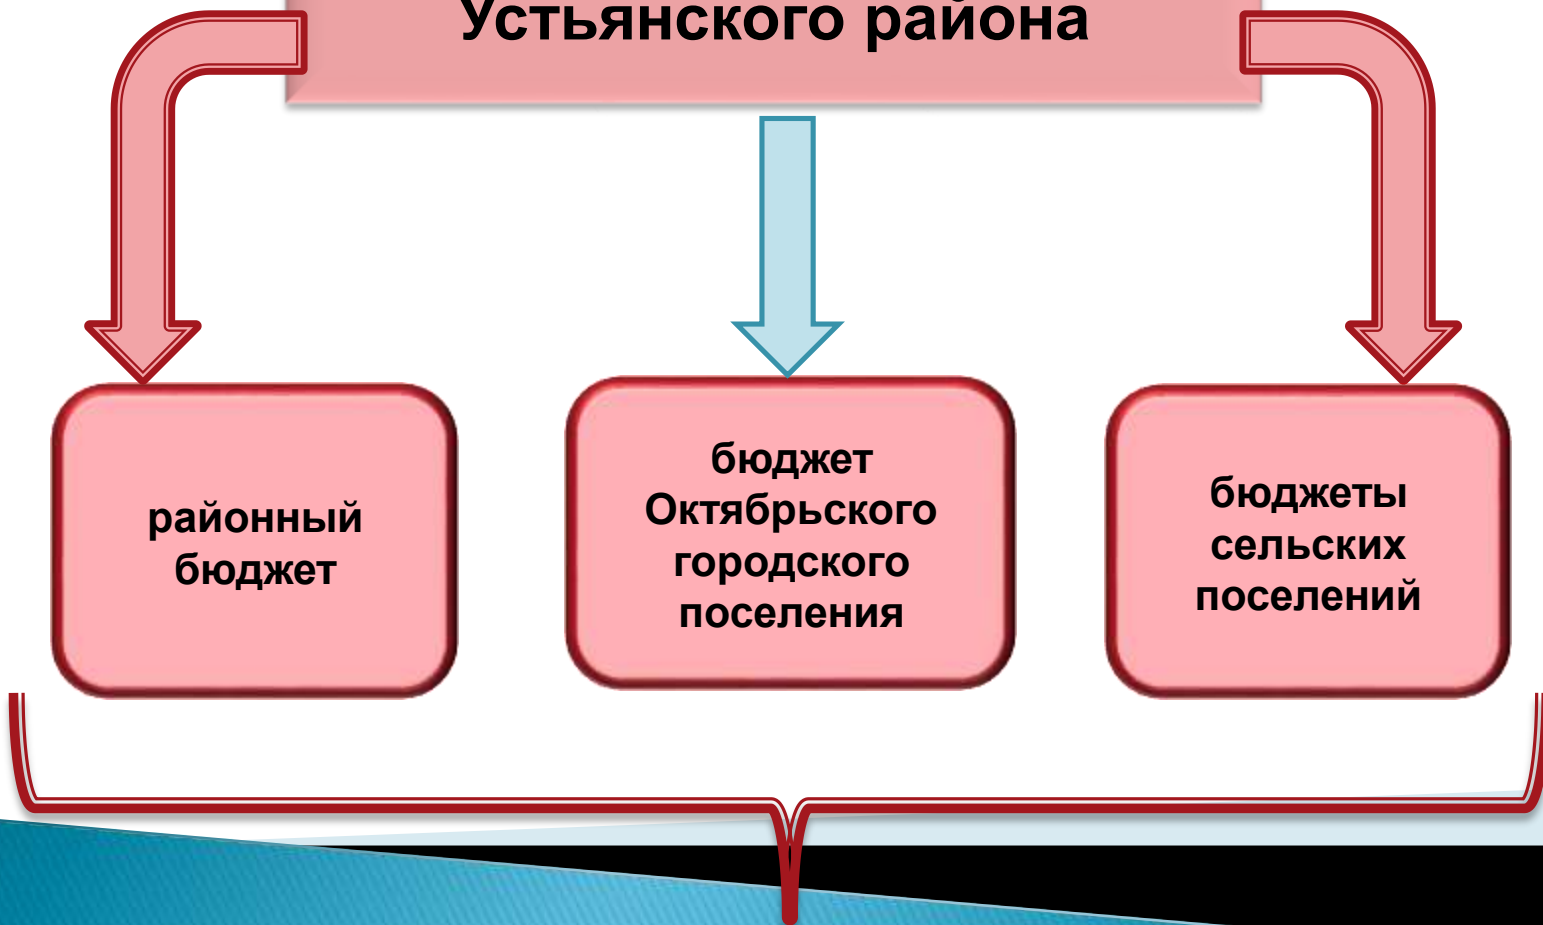 Устьянского района
районный
бюджет
бюджет
Октябрьского
городского
поселения
бюджеты
сельских
поселений